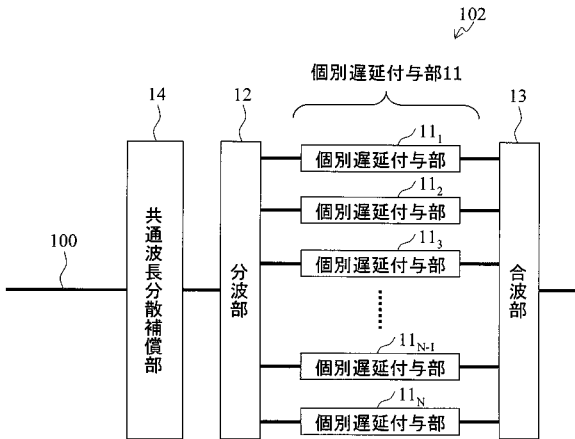 102
個別遅延付与部11
14
12
13
11₁
個別遅延付与部
11₂
個別遅延付与部
11₃
個別遅延付与部
100
共通波長分散補償部
分波部
合波部
11N-1
個別遅延付与部
11N
個別遅延付与部